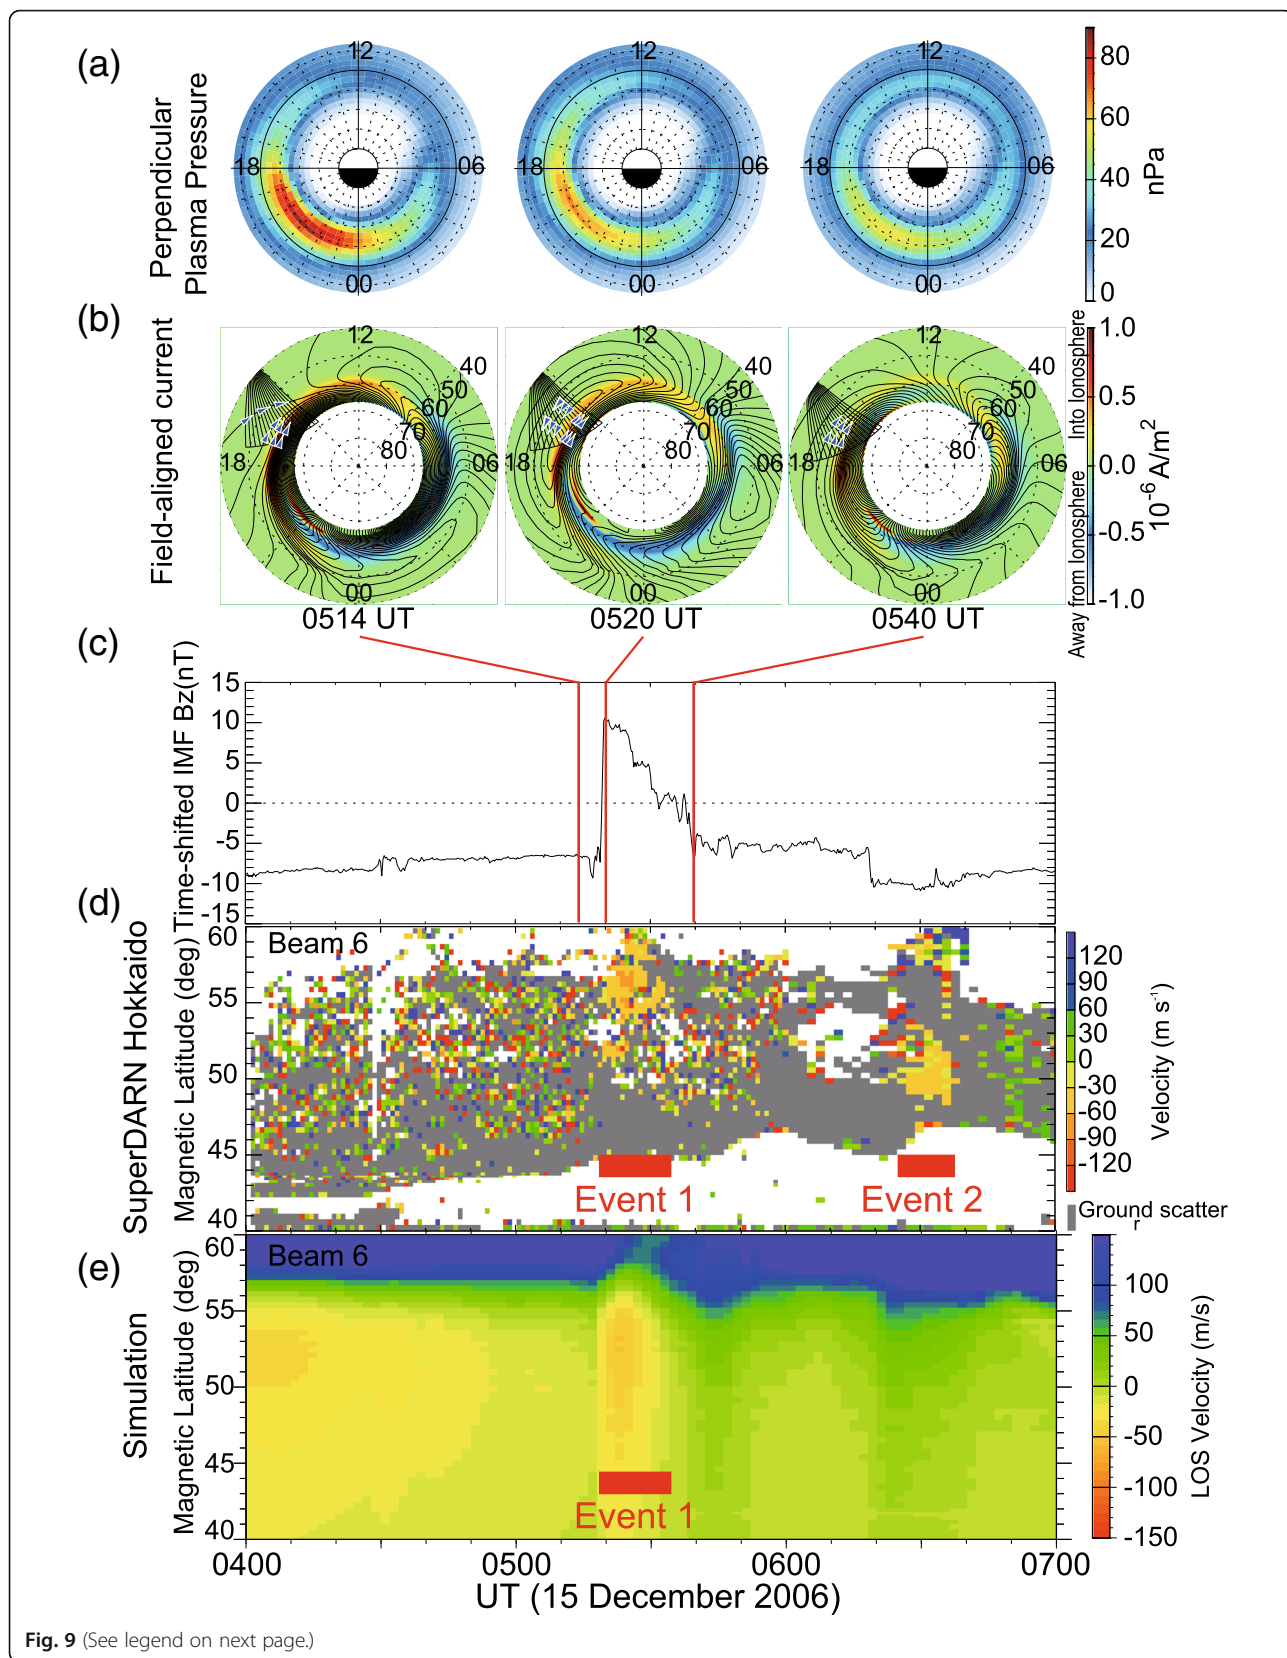 (a)
Perpendicular
Plasma Pressure
12
18
06
00
12
00
12
18
06
00
80
60
40
20
0
nPa
(b)
Field-aligned current
12
40
50
60
70
80
18
06
00
0514 UT
12
40
50
60
70
80
18
06
00
0520 UT
12
40
50
60
70
80
18
06
00
0540 UT
1.0
0.5
0.0
-0.5
-1.0
Away from Ionosphere Into Ionosphere
10-6 A/m2
(c)
Time-shifted IMF Bz(nT)
15
10
5
0
-5
-10
-15
(d)
SuperDARN Hokkaido
Magnetic Latitude (deg)
60
55
50
45
40
Beam 6
Event 1
Event 2
120
90
60
30
0
-30
-60
-90
-120
Velocity (m s-1)
Ground scatter
r
(e)
Simulation
Magnetic Latitude (deg)
60
55
50
45
40
Beam 6
Event 1
100
50
0
-50
-100
-150
LOS Velocity (m/s)
0400
0500
0600
0700
UT (15 December 2006)
Fig. 9 (See legend on next page.)